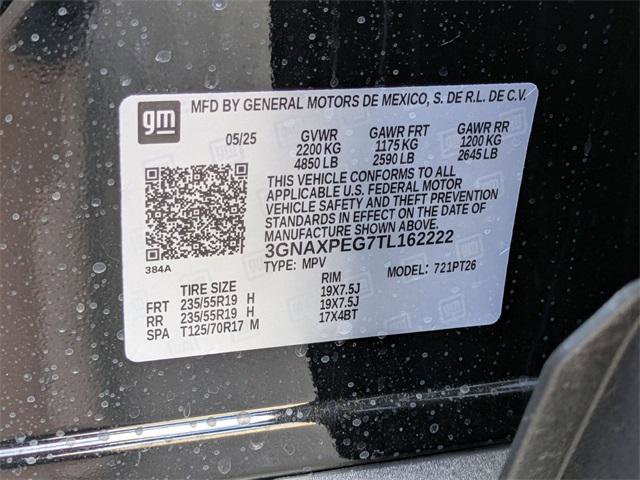 gm
MFD BY GENERAL MOTORS DE MEXICO, S. DE R.L. DE C.V.
05/25 GVWR GAWR FRT GAWR RR
2200 KG 1175 KG 1200 KG
4850 LB 2590 LB 2645 LB
THIS VEHICLE CONFORMS TO ALL
APPLICABLE U.S. FEDERAL MOTOR
VEHICLE SAFETY AND THEFT PREVENTION
STANDARDS IN EFFECT ON THE DATE OF
MANUFACTURE SHOWN ABOVE.
3GNAXPEG7TL162222
384A
TYPE: MPV MODEL: 721PT26
TIRE SIZE RIM
FRT 235/55R19 H 19X7.5J
RR 235/55R19 H 19X7.5J
SPA T125/70R17 M 17X4BT